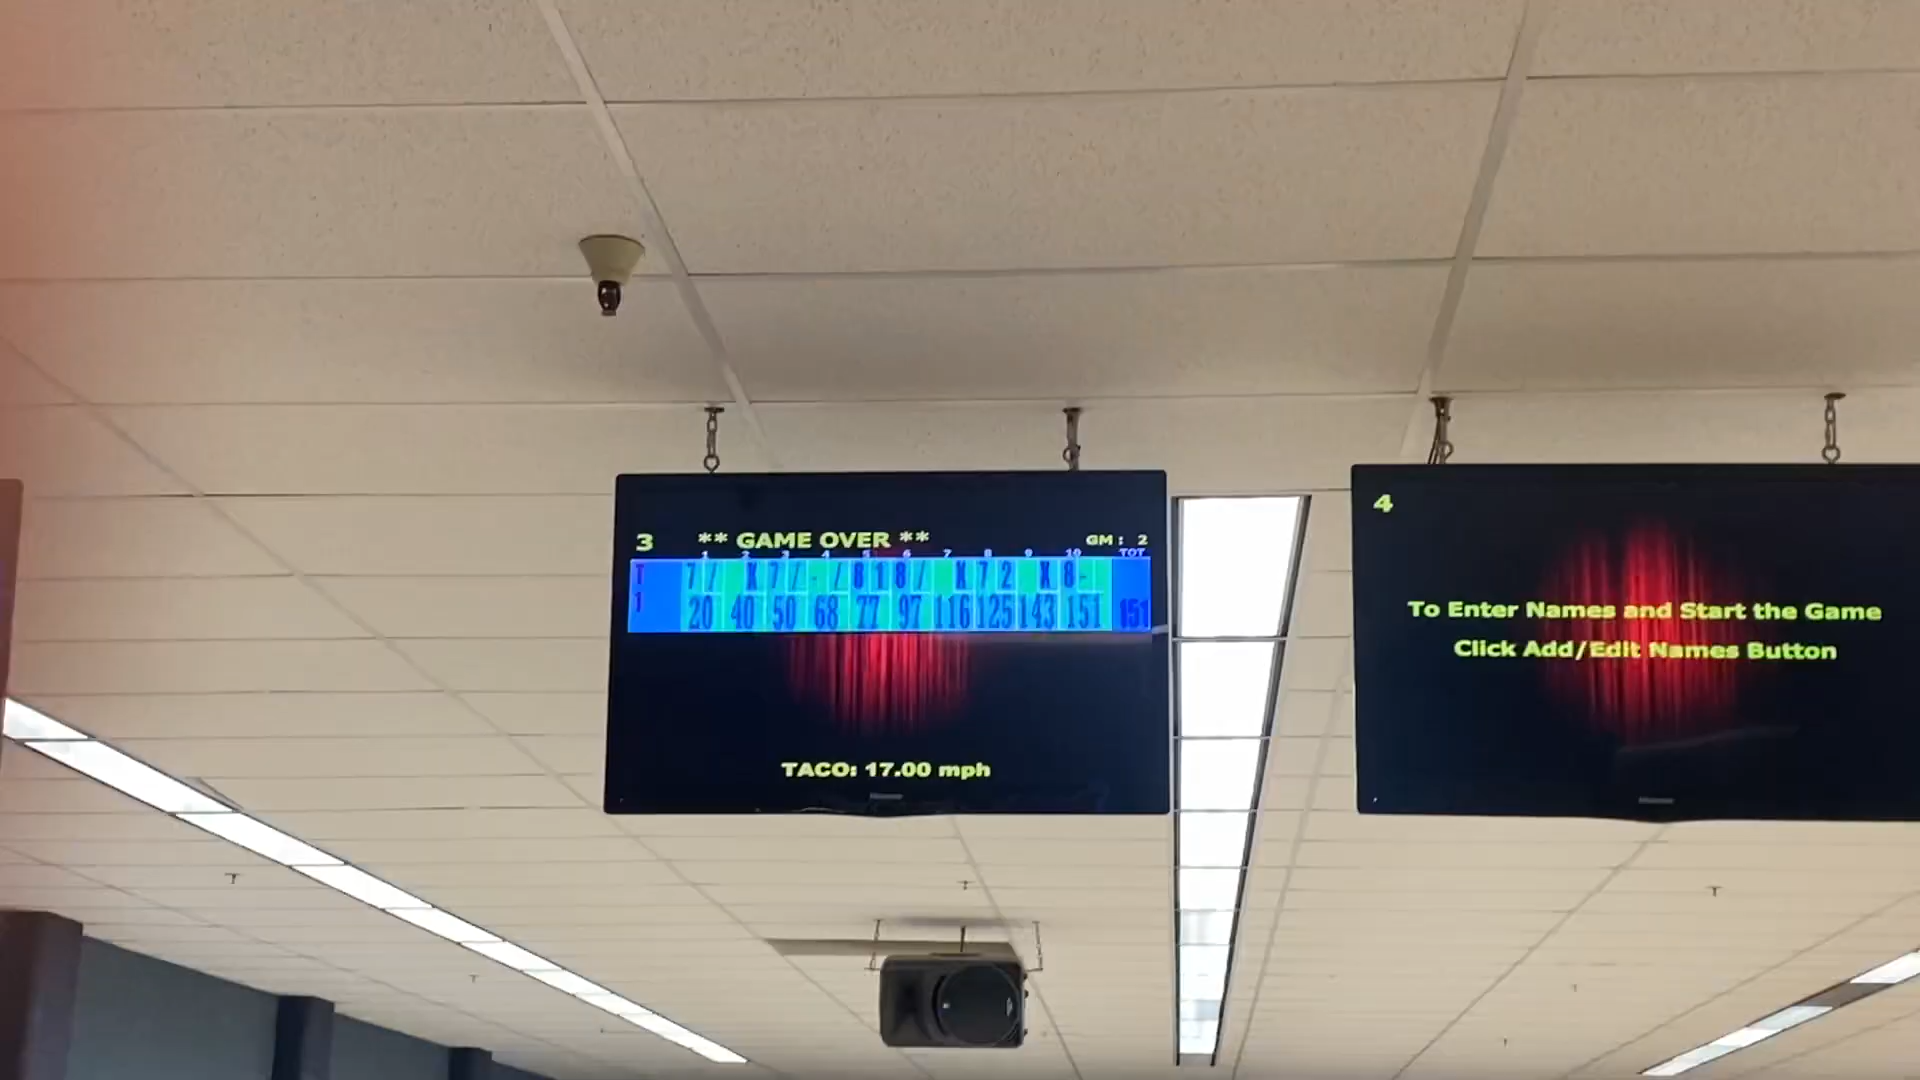 3 ** GAME OVER ** GM: 2
1 2 3 4 5 6 7 8 9 10 TOT
T 7 / X 7 / - / 8 1 8 / X 7 2 X 8 -
1 20 40 50 68 77 97 116 125 143 151 151
TACO: 17.00 mph
4
To Enter Names and Start the Game
Click Add/Edit Names Button